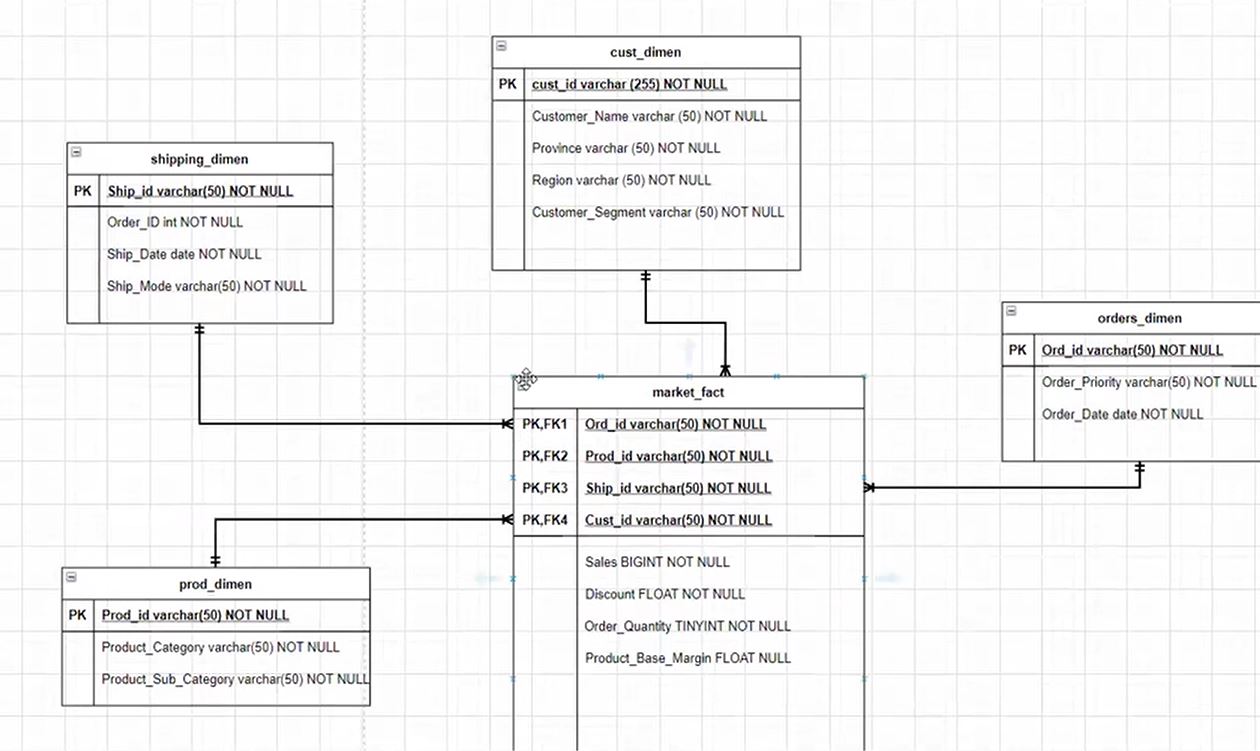 cust_dimen
PK cust_id varchar (255) NOT NULL
Customer_Name varchar (50) NOT NULL
Province varchar (50) NOT NULL
Region varchar (50) NOT NULL
Customer_Segment varchar (50) NOT NULL
shipping_dimen
PK Ship_id varchar(50) NOT NULL
Order_ID int NOT NULL
Ship_Date date NOT NULL
Ship_Mode varchar(50) NOT NULL
orders_dimen
PK Ord_id varchar(50) NOT NULL
Order_Priority varchar(50) NOT NULL
Order_Date date NOT NULL
market_fact
PK,FK1 Ord_id varchar(50) NOT NULL
PK,FK2 Prod_id varchar(50) NOT NULL
PK,FK3 Ship_id varchar(50) NOT NULL
PK,FK4 Cust_id varchar(50) NOT NULL
Sales BIGINT NOT NULL
Discount FLOAT NOT NULL
Order_Quantity TINYINT NOT NULL
Product_Base_Margin FLOAT NULL
prod_dimen
PK Prod_id varchar(50) NOT NULL
Product_Category varchar(50) NOT NULL
Product_Sub_Category varchar(50) NOT NULL